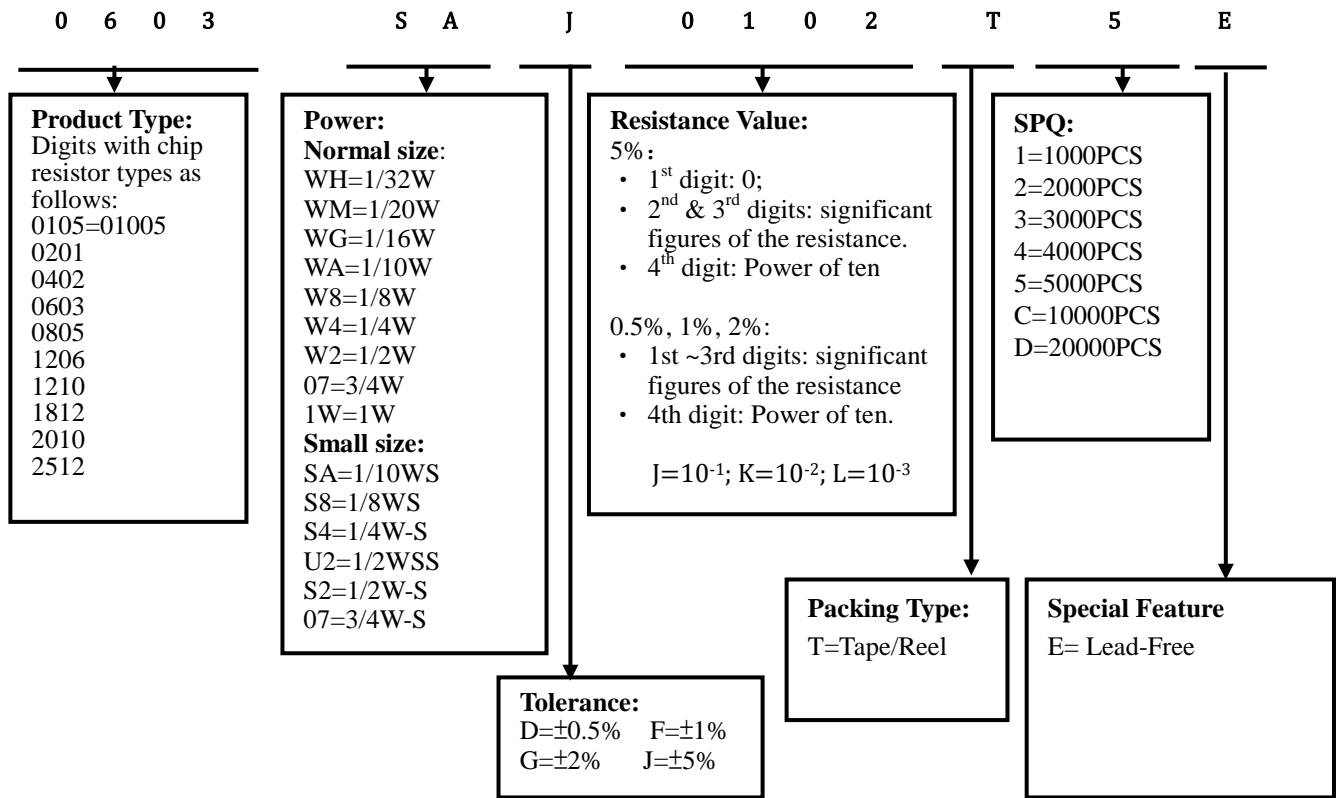 0 6 0 3 S A J 0 1 0 2 T 5 E
Product Type:
Digits with chip
resistor types as
follows:
0105=01005
0201
0402
0603
0805
1206
1210
1812
2010
2512
Power:
Normal size:
WH=1/32W
WM=1/20W
WG=1/16W
WA=1/10W
W8=1/8W
W4=1/4W
W2=1/2W
07=3/4W
1W=1W
Small size:
SA=1/10WS
S8=1/8WS
S4=1/4W-S
U2=1/2WSS
S2=1/2W-S
07=3/4W-S
Resistance Value:
5%:
· 1st digit: 0;
· 2nd & 3rd digits: significant
figures of the resistance.
· 4th digit: Power of ten
0.5%, 1%, 2%:
· 1st ~3rd digits: significant
figures of the resistance
· 4th digit: Power of ten.
J=10⁻¹; K=10⁻²; L=10⁻³
SPQ:
1=1000PCS
2=2000PCS
3=3000PCS
4=4000PCS
5=5000PCS
C=10000PCS
D=20000PCS
Packing Type:
T=Tape/Reel
Special Feature
E= Lead-Free
Tolerance:
D=±0.5% F=±1%
G=±2% J=±5%